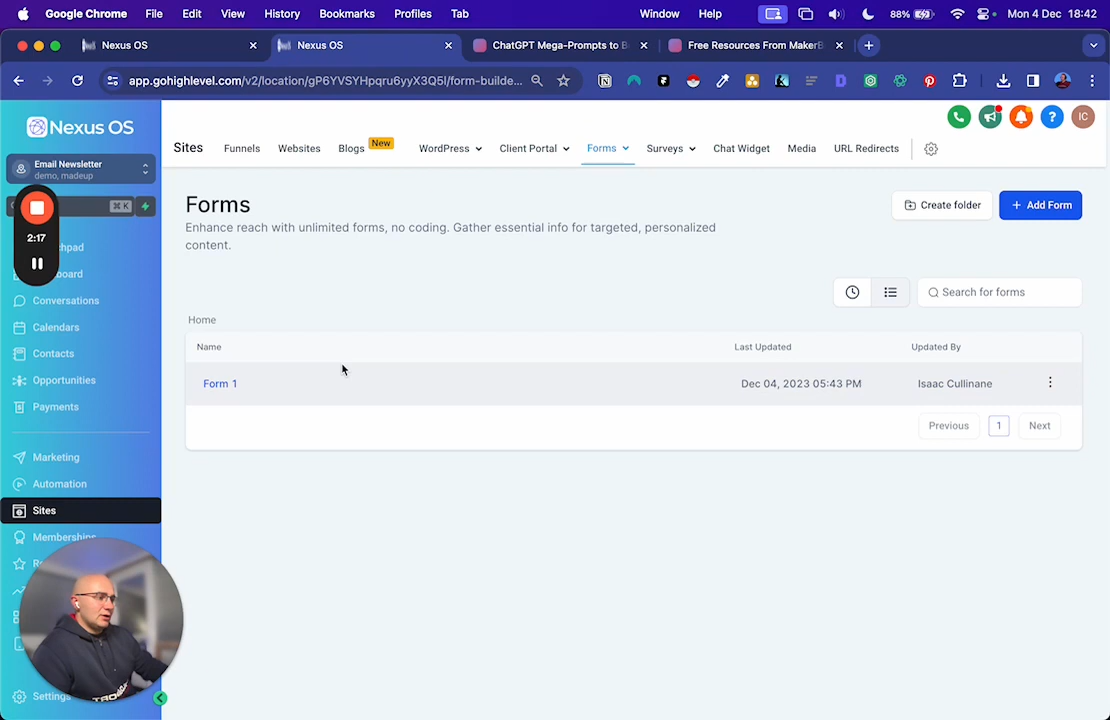 Google Chrome File Edit View History Bookmarks Profiles Tab Window Help 88% Mon 4 Dec 18:42
Nexus OS
Nexus OS
ChatGPT Mega-Prompts to B
Free Resources From MakerB
app.gohighlevel.com/v2/location/gP6YVSYHpqru6yyX3Q5l/form-builde...
Nexus OS
Email Newsletter
demo, madeup
⌘ K
2:17
chpad
board
Conversations
Calendars
Contacts
Opportunities
Payments
Marketing
Automation
Sites
Memberships
Settings
IC
Sites Funnels Websites Blogs New WordPress Client Portal Forms Surveys Chat Widget Media URL Redirects
Forms
Enhance reach with unlimited forms, no coding. Gather essential info for targeted, personalized
content.
Create folder
+ Add Form
Search for forms
Home
Name Last Updated Updated By
Form 1 Dec 04, 2023 05:43 PM Isaac Cullinane
Previous 1 Next